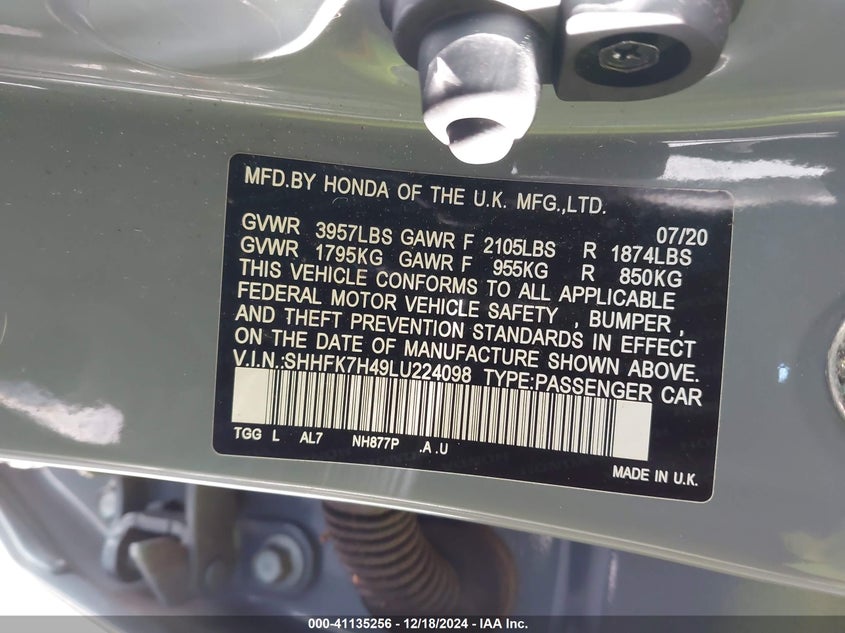 MFD.BY HONDA OF THE U.K. MFG.,LTD.
07/20
GVWR 3957LBS GAWR F 2105LBS R 1874LBS
GVWR 1795KG GAWR F 955KG R 850KG
THIS VEHICLE CONFORMS TO ALL APPLICABLE
FEDERAL MOTOR VEHICLE SAFETY , BUMPER ,
AND THEFT PREVENTION STANDARDS IN EFFECT
ON THE DATE OF MANUFACTURE SHOWN ABOVE.
V.I.N.:SHHFK7H49LU224098 TYPE:PASSENGER CAR
TGG L AL7 NH877P .A .U
MADE IN U.K.
000-41135256 - 12/18/2024 - IAA Inc.